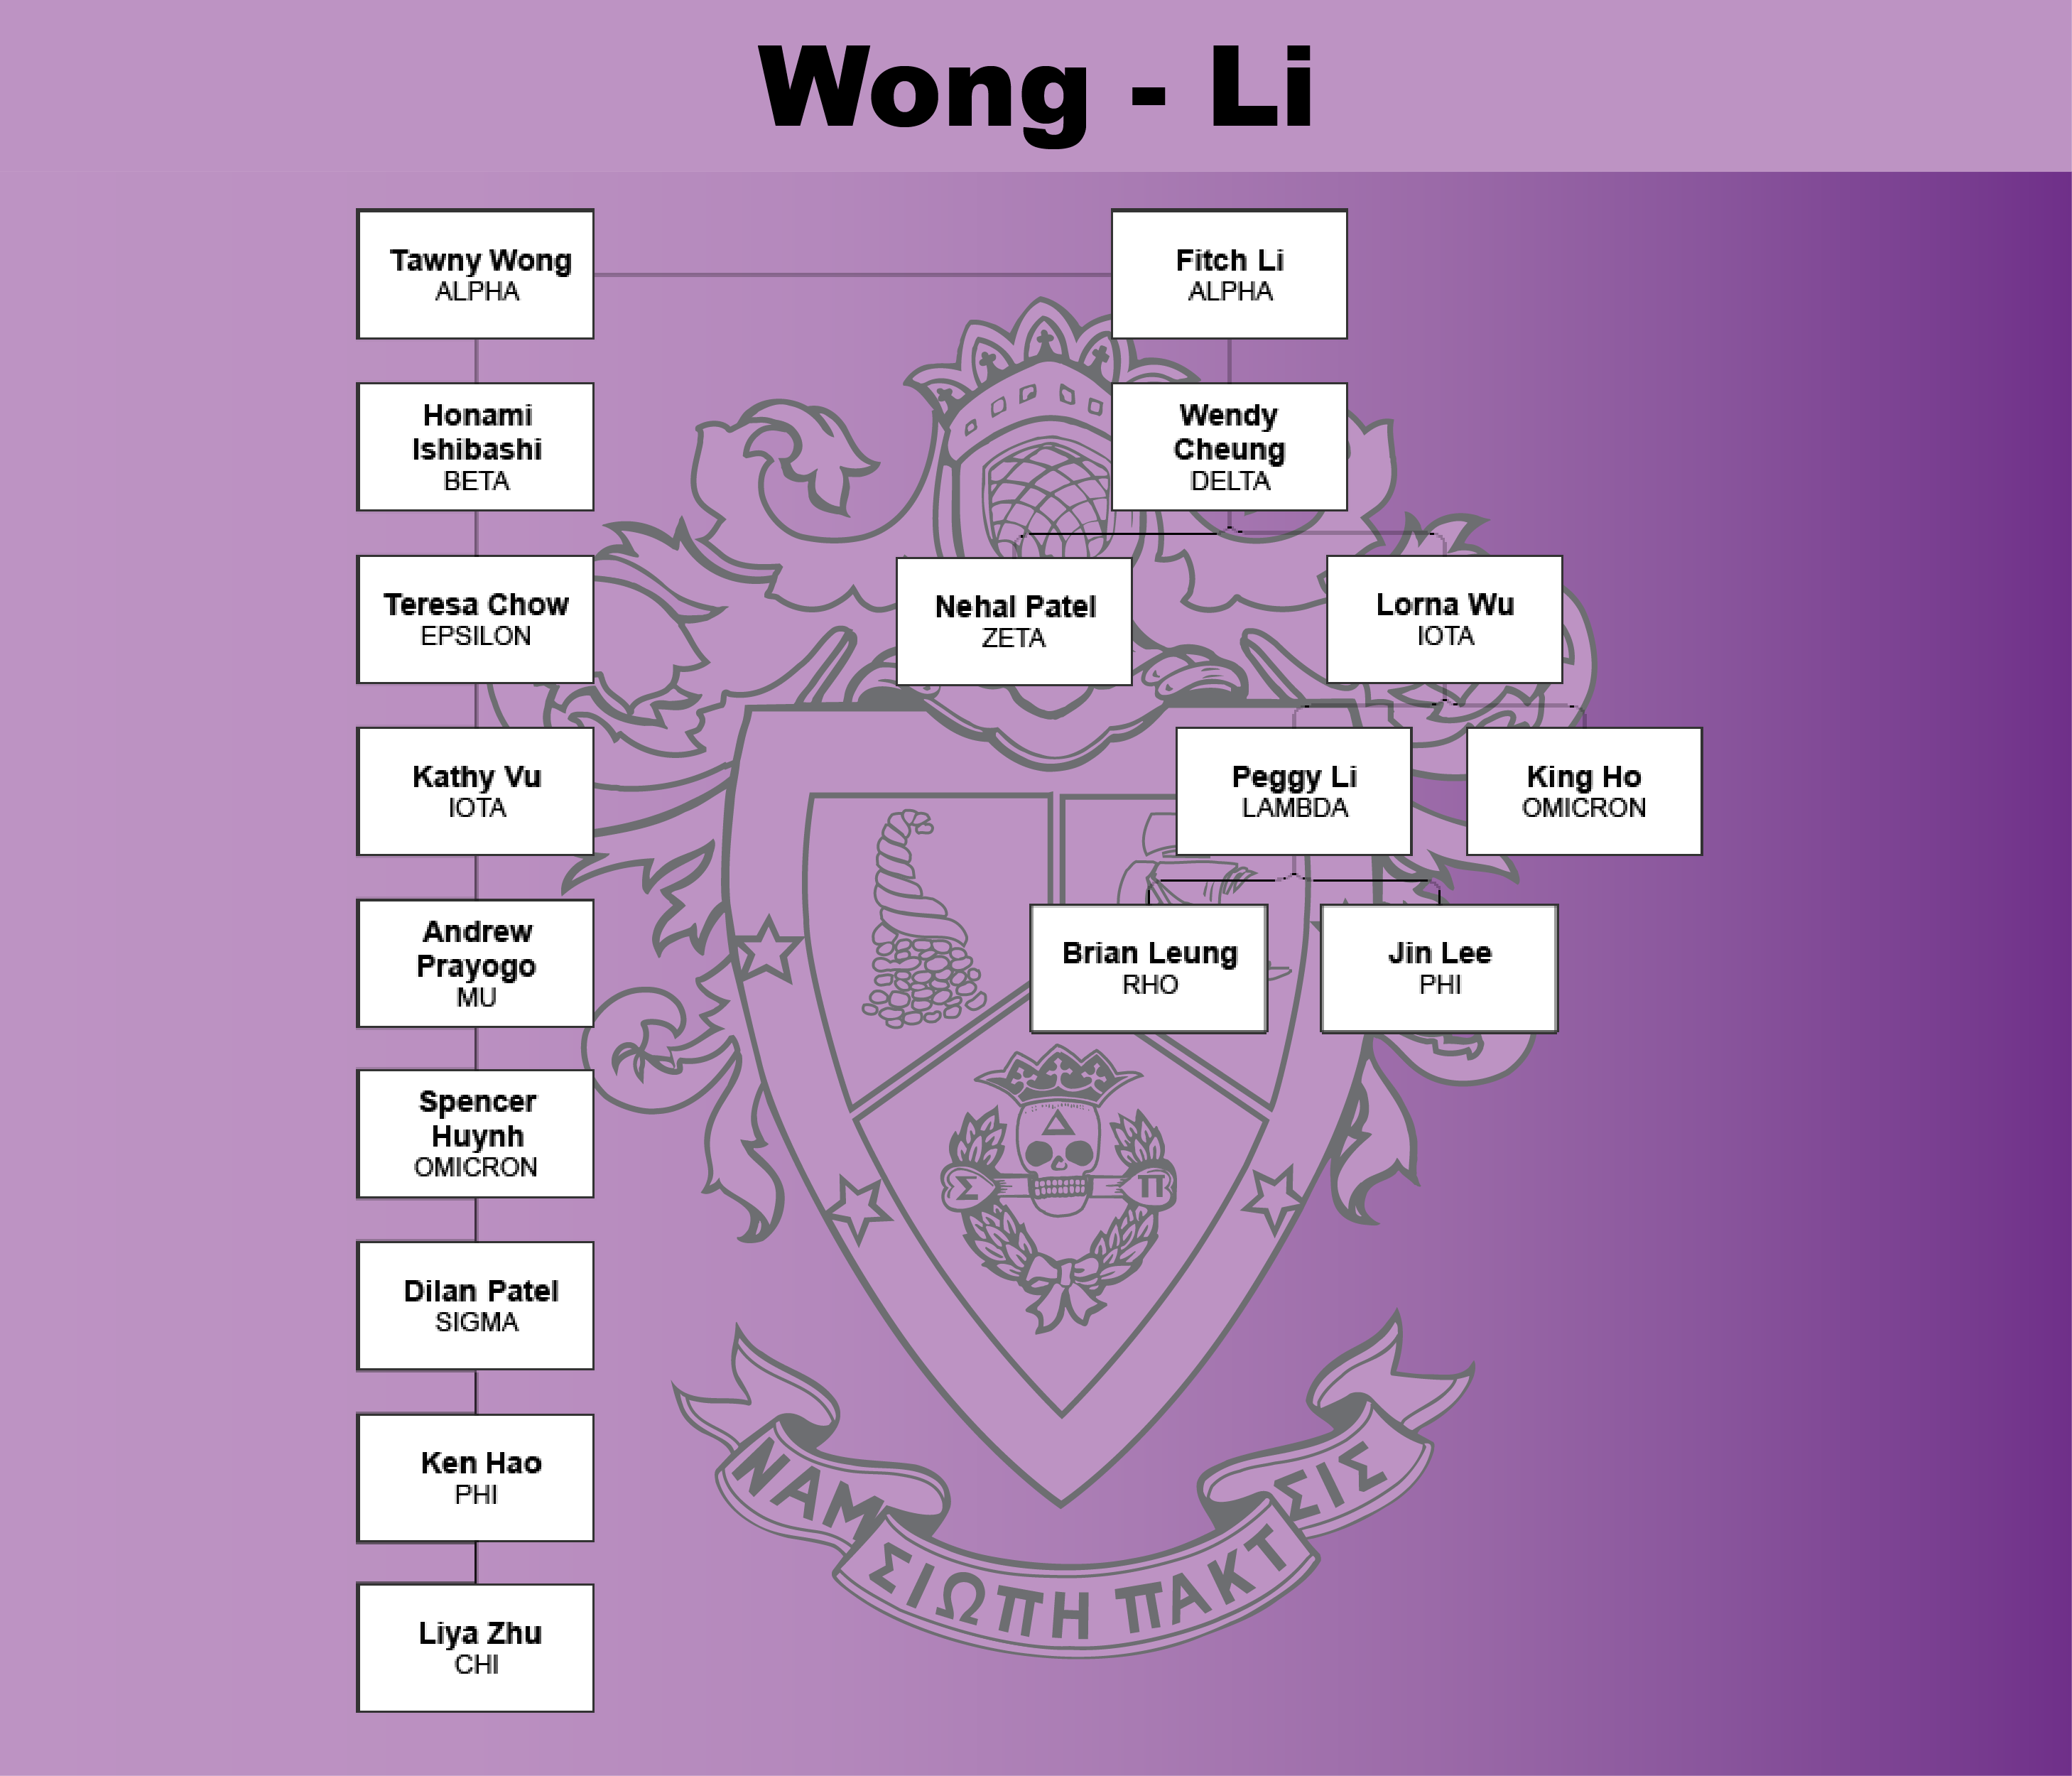 Wong - Li
Tawny Wong
ALPHA
Fitch Li
ALPHA
Honami
Ishibashi
BETA
Wendy
Cheung
DELTA
Teresa Chow
EPSILON
Nehal Patel
ZETA
Lorna Wu
IOTA
Kathy Vu
IOTA
Peggy Li
LAMBDA
King Ho
OMICRON
Andrew
Prayogo
MU
Brian Leung
RHO
Jin Lee
PHI
Spencer
Huynh
OMICRON
Δ
Σ
Π
Dilan Patel
SIGMA
Ken Hao
PHI
Liya Zhu
CHI
ΝΑΜ ΣΙΩΠΗ ΠΑΚΤ ΣΙΣ